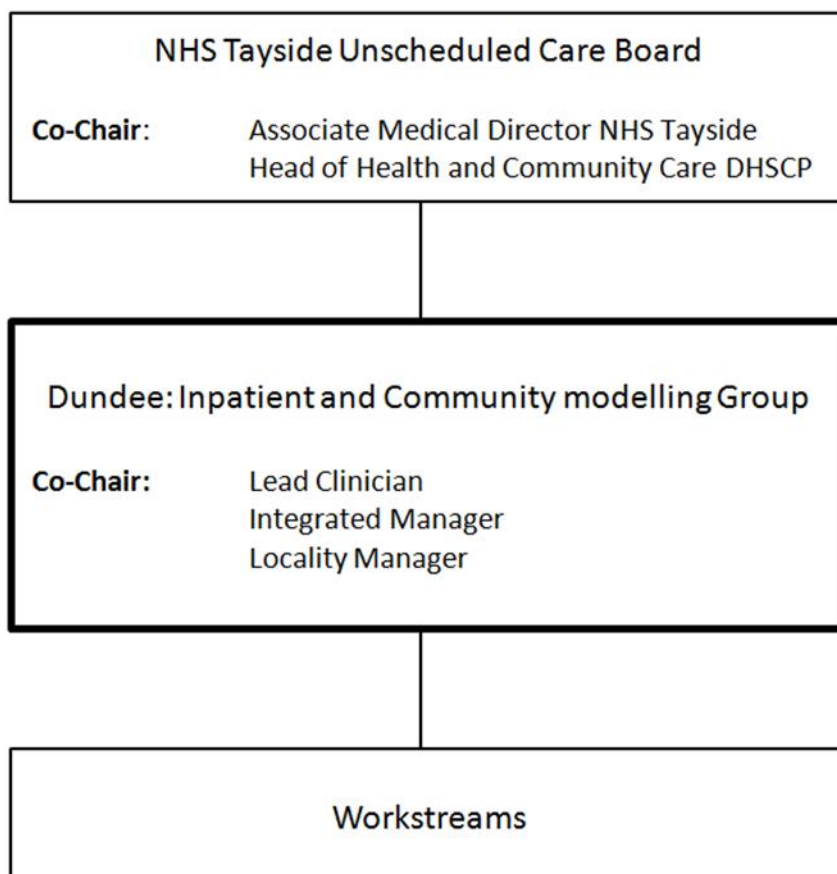 NHS Tayside Unscheduled Care Board
Co-Chair: Associate Medical Director NHS Tayside
Head of Health and Community Care DHSCP
Dundee: Inpatient and Community modelling Group
Co-Chair: Lead Clinician
Integrated Manager
Locality Manager
Workstreams